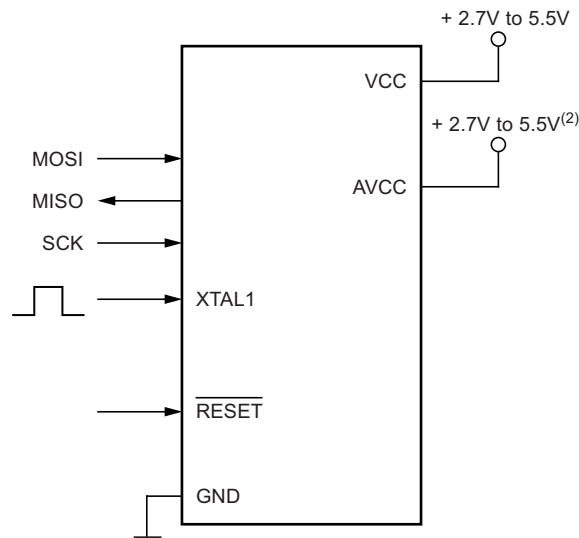 + 2.7V to 5.5V
VCC
+ 2.7V to 5.5V(2)
MOSI
AVCC
MISO
SCK
XTAL1
RESET
GND